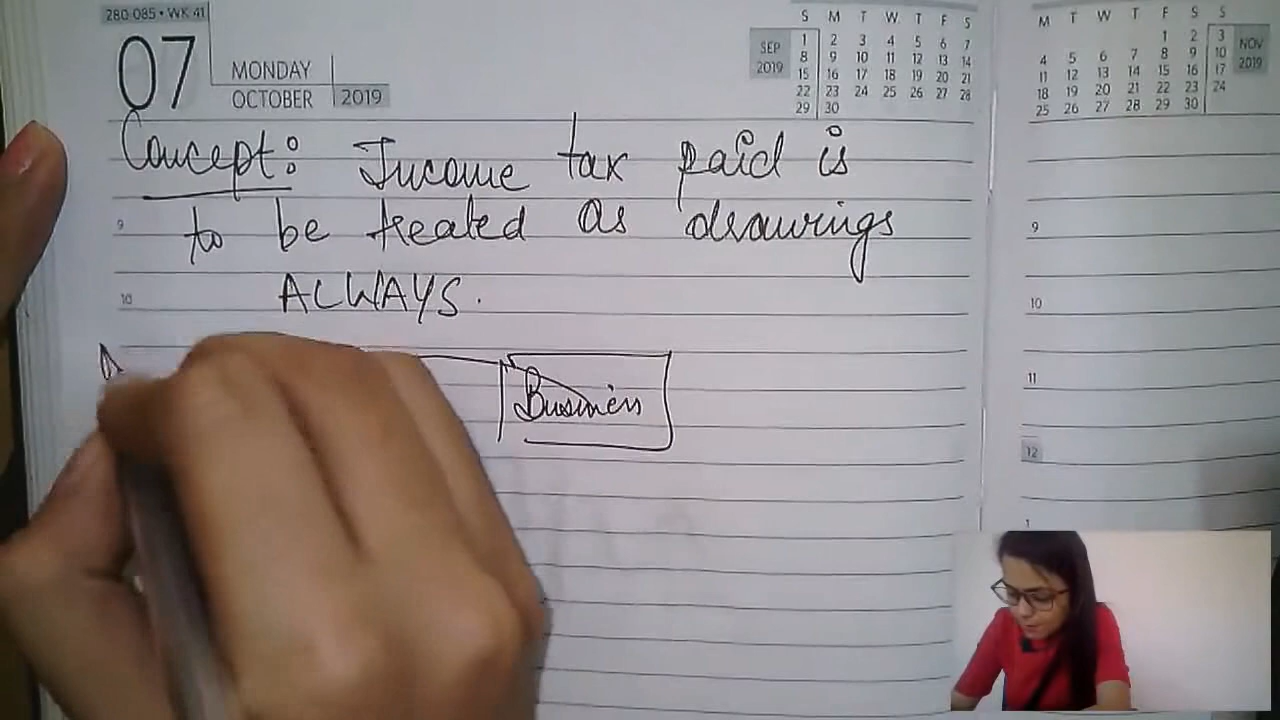 280-085 • WK 41
07
MONDAY
OCTOBER 2019
SEP 2019
S M T W T F S
1 2 3 4 5 6 7
8 9 10 11 12 13 14
15 16 17 18 19 20 21
22 23 24 25 26 27 28
29 30
M T W T F S S
1 2 3
4 5 6 7 8 9 10
11 12 13 14 15 16 17
18 19 20 21 22 23 24
25 26 27 28 29 30
NOV 2019
Concept: Income tax paid is
9 to be treated as drawings
10 ALWAYS.
Business
9
10
11
12
1